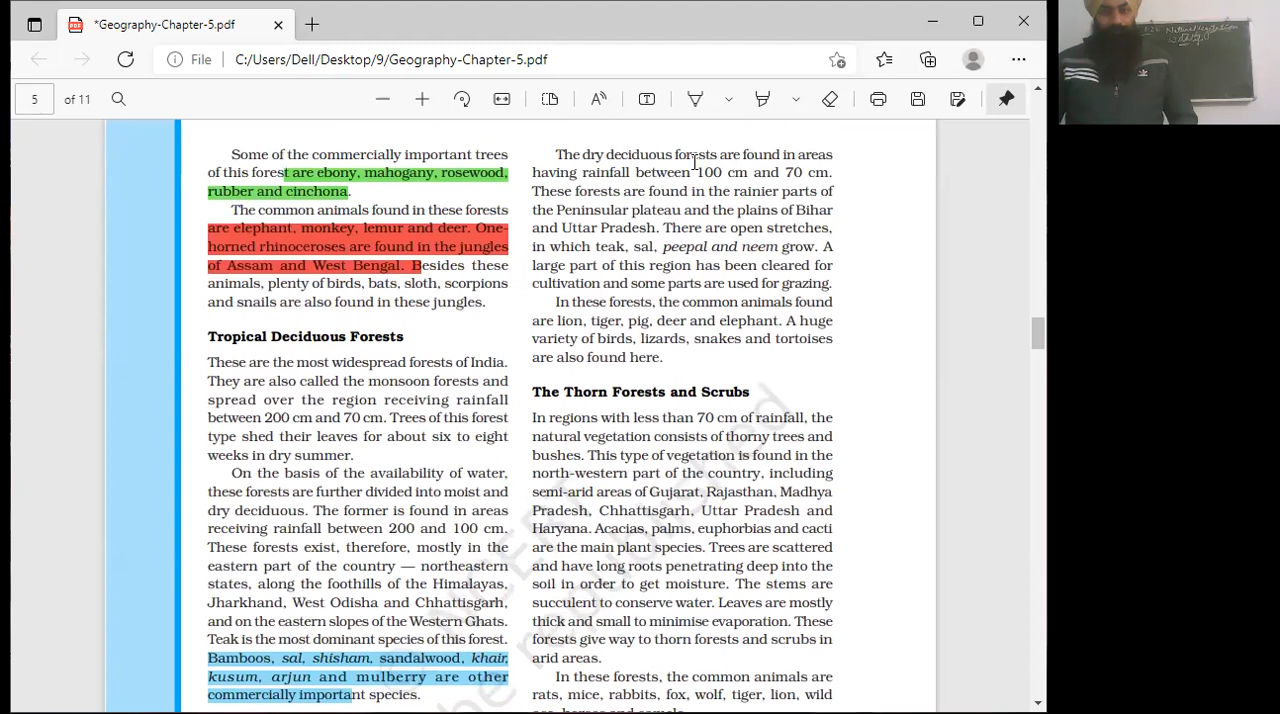 *Geography-Chapter-5.pdf
File
C:/Users/Dell/Desktop/9/Geography-Chapter-5.pdf
5
of 11
Some of the commercially important trees
of this forest are ebony, mahogany, rosewood,
rubber and cinchona.
The common animals found in these forests
are elephant, monkey, lemur and deer. One-
horned rhinoceroses are found in the jungles
of Assam and West Bengal. Besides these
animals, plenty of birds, bats, sloth, scorpions
and snails are also found in these jungles.
Tropical Deciduous Forests
These are the most widespread forests of India.
They are also called the monsoon forests and
spread over the region receiving rainfall
between 200 cm and 70 cm. Trees of this forest
type shed their leaves for about six to eight
weeks in dry summer.
On the basis of the availability of water,
these forests are further divided into moist and
dry deciduous. The former is found in areas
receiving rainfall between 200 and 100 cm.
These forests exist, therefore, mostly in the
eastern part of the country — northeastern
states, along the foothills of the Himalayas,
Jharkhand, West Odisha and Chhattisgarh,
and on the eastern slopes of the Western Ghats.
Teak is the most dominant species of this forest.
Bamboos, sal, shisham, sandalwood, khair,
kusum, arjun and mulberry are other
commercially important species.
The dry deciduous forests are found in areas
having rainfall between 100 cm and 70 cm.
These forests are found in the rainier parts of
the Peninsular plateau and the plains of Bihar
and Uttar Pradesh. There are open stretches,
in which teak, sal, peepal and neem grow. A
large part of this region has been cleared for
cultivation and some parts are used for grazing.
In these forests, the common animals found
are lion, tiger, pig, deer and elephant. A huge
variety of birds, lizards, snakes and tortoises
are also found here.
The Thorn Forests and Scrubs
In regions with less than 70 cm of rainfall, the
natural vegetation consists of thorny trees and
bushes. This type of vegetation is found in the
north-western part of the country, including
semi-arid areas of Gujarat, Rajasthan, Madhya
Pradesh, Chhattisgarh, Uttar Pradesh and
Haryana. Acacias, palms, euphorbias and cacti
are the main plant species. Trees are scattered
and have long roots penetrating deep into the
soil in order to get moisture. The stems are
succulent to conserve water. Leaves are mostly
thick and small to minimise evaporation. These
forests give way to thorn forests and scrubs in
arid areas.
In these forests, the common animals are
rats, mice, rabbits, fox, wolf, tiger, lion, wild
© NCERT
be republished
Natural Vegetation